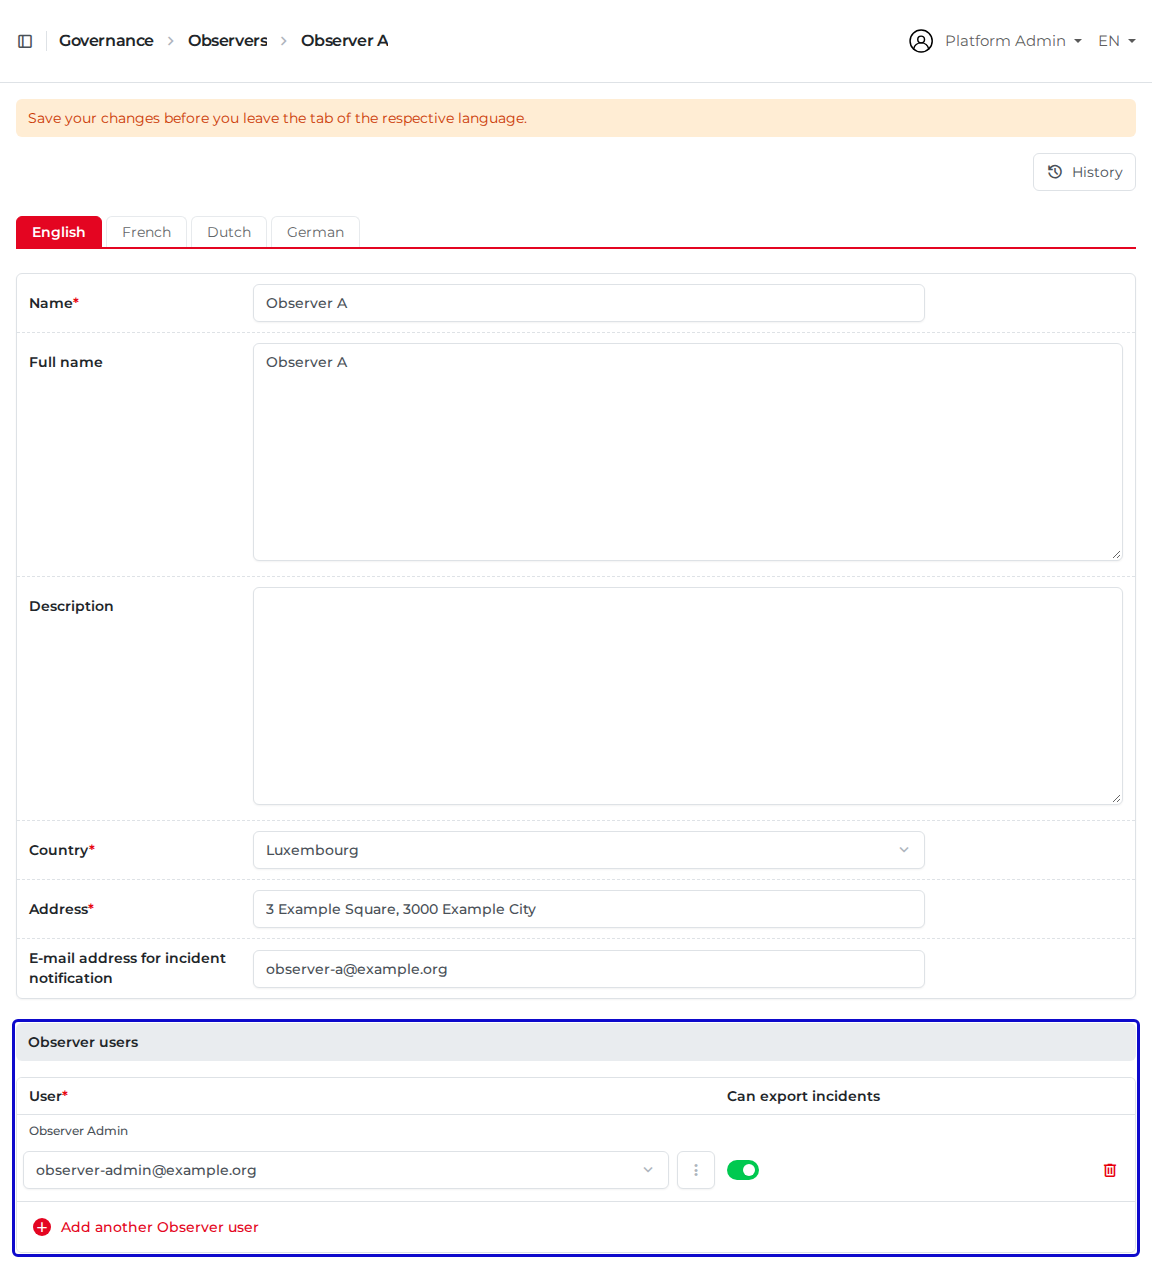 Governance > Observers > Observer A
Platform Admin EN
Save your changes before you leave the tab of the respective language.
History
English French Dutch German
Name*
Observer A
Full name
Observer A
Description
Country*
Luxembourg
Address*
3 Example Square, 3000 Example City
E-mail address for incident
notification
observer-a@example.org
Observer users
User* Can export incidents
Observer Admin
observer-admin@example.org
Add another Observer user